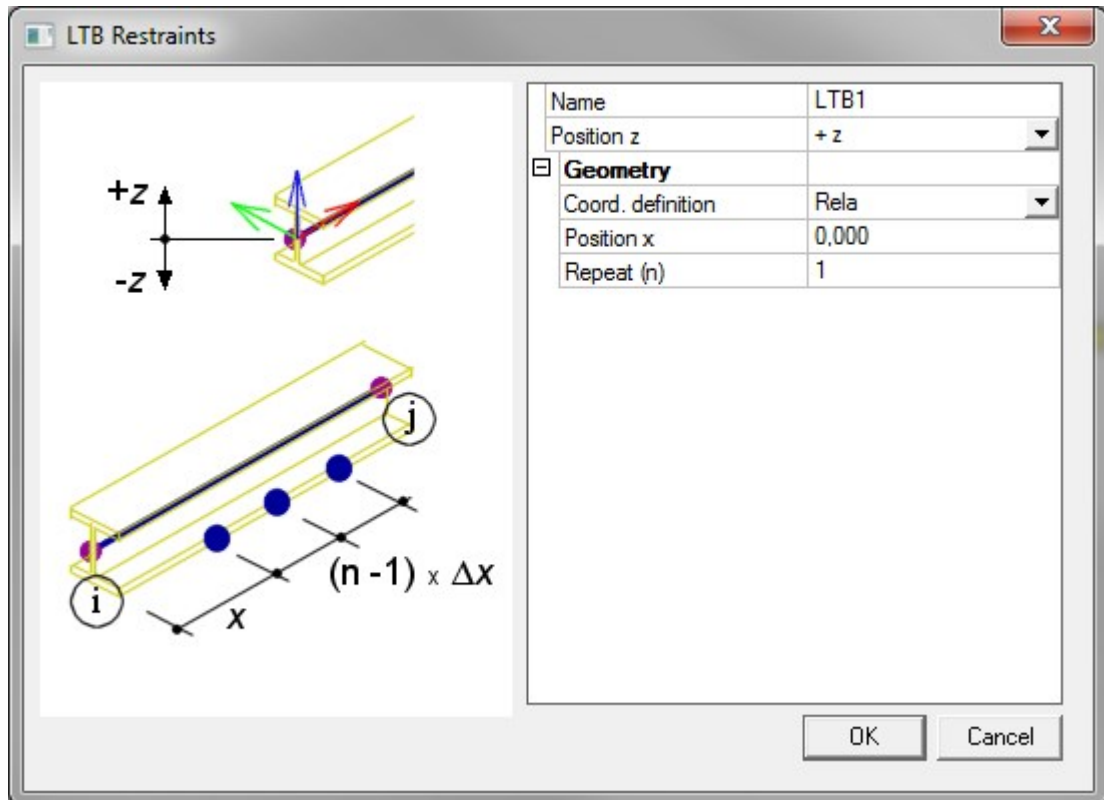 LTB Restraints
+z
-z
i
j
x
(n -1) x Δx
Name LTB1
Position z + z
Geometry
Coord. definition Rela
Position x 0,000
Repeat (n) 1
OK Cancel